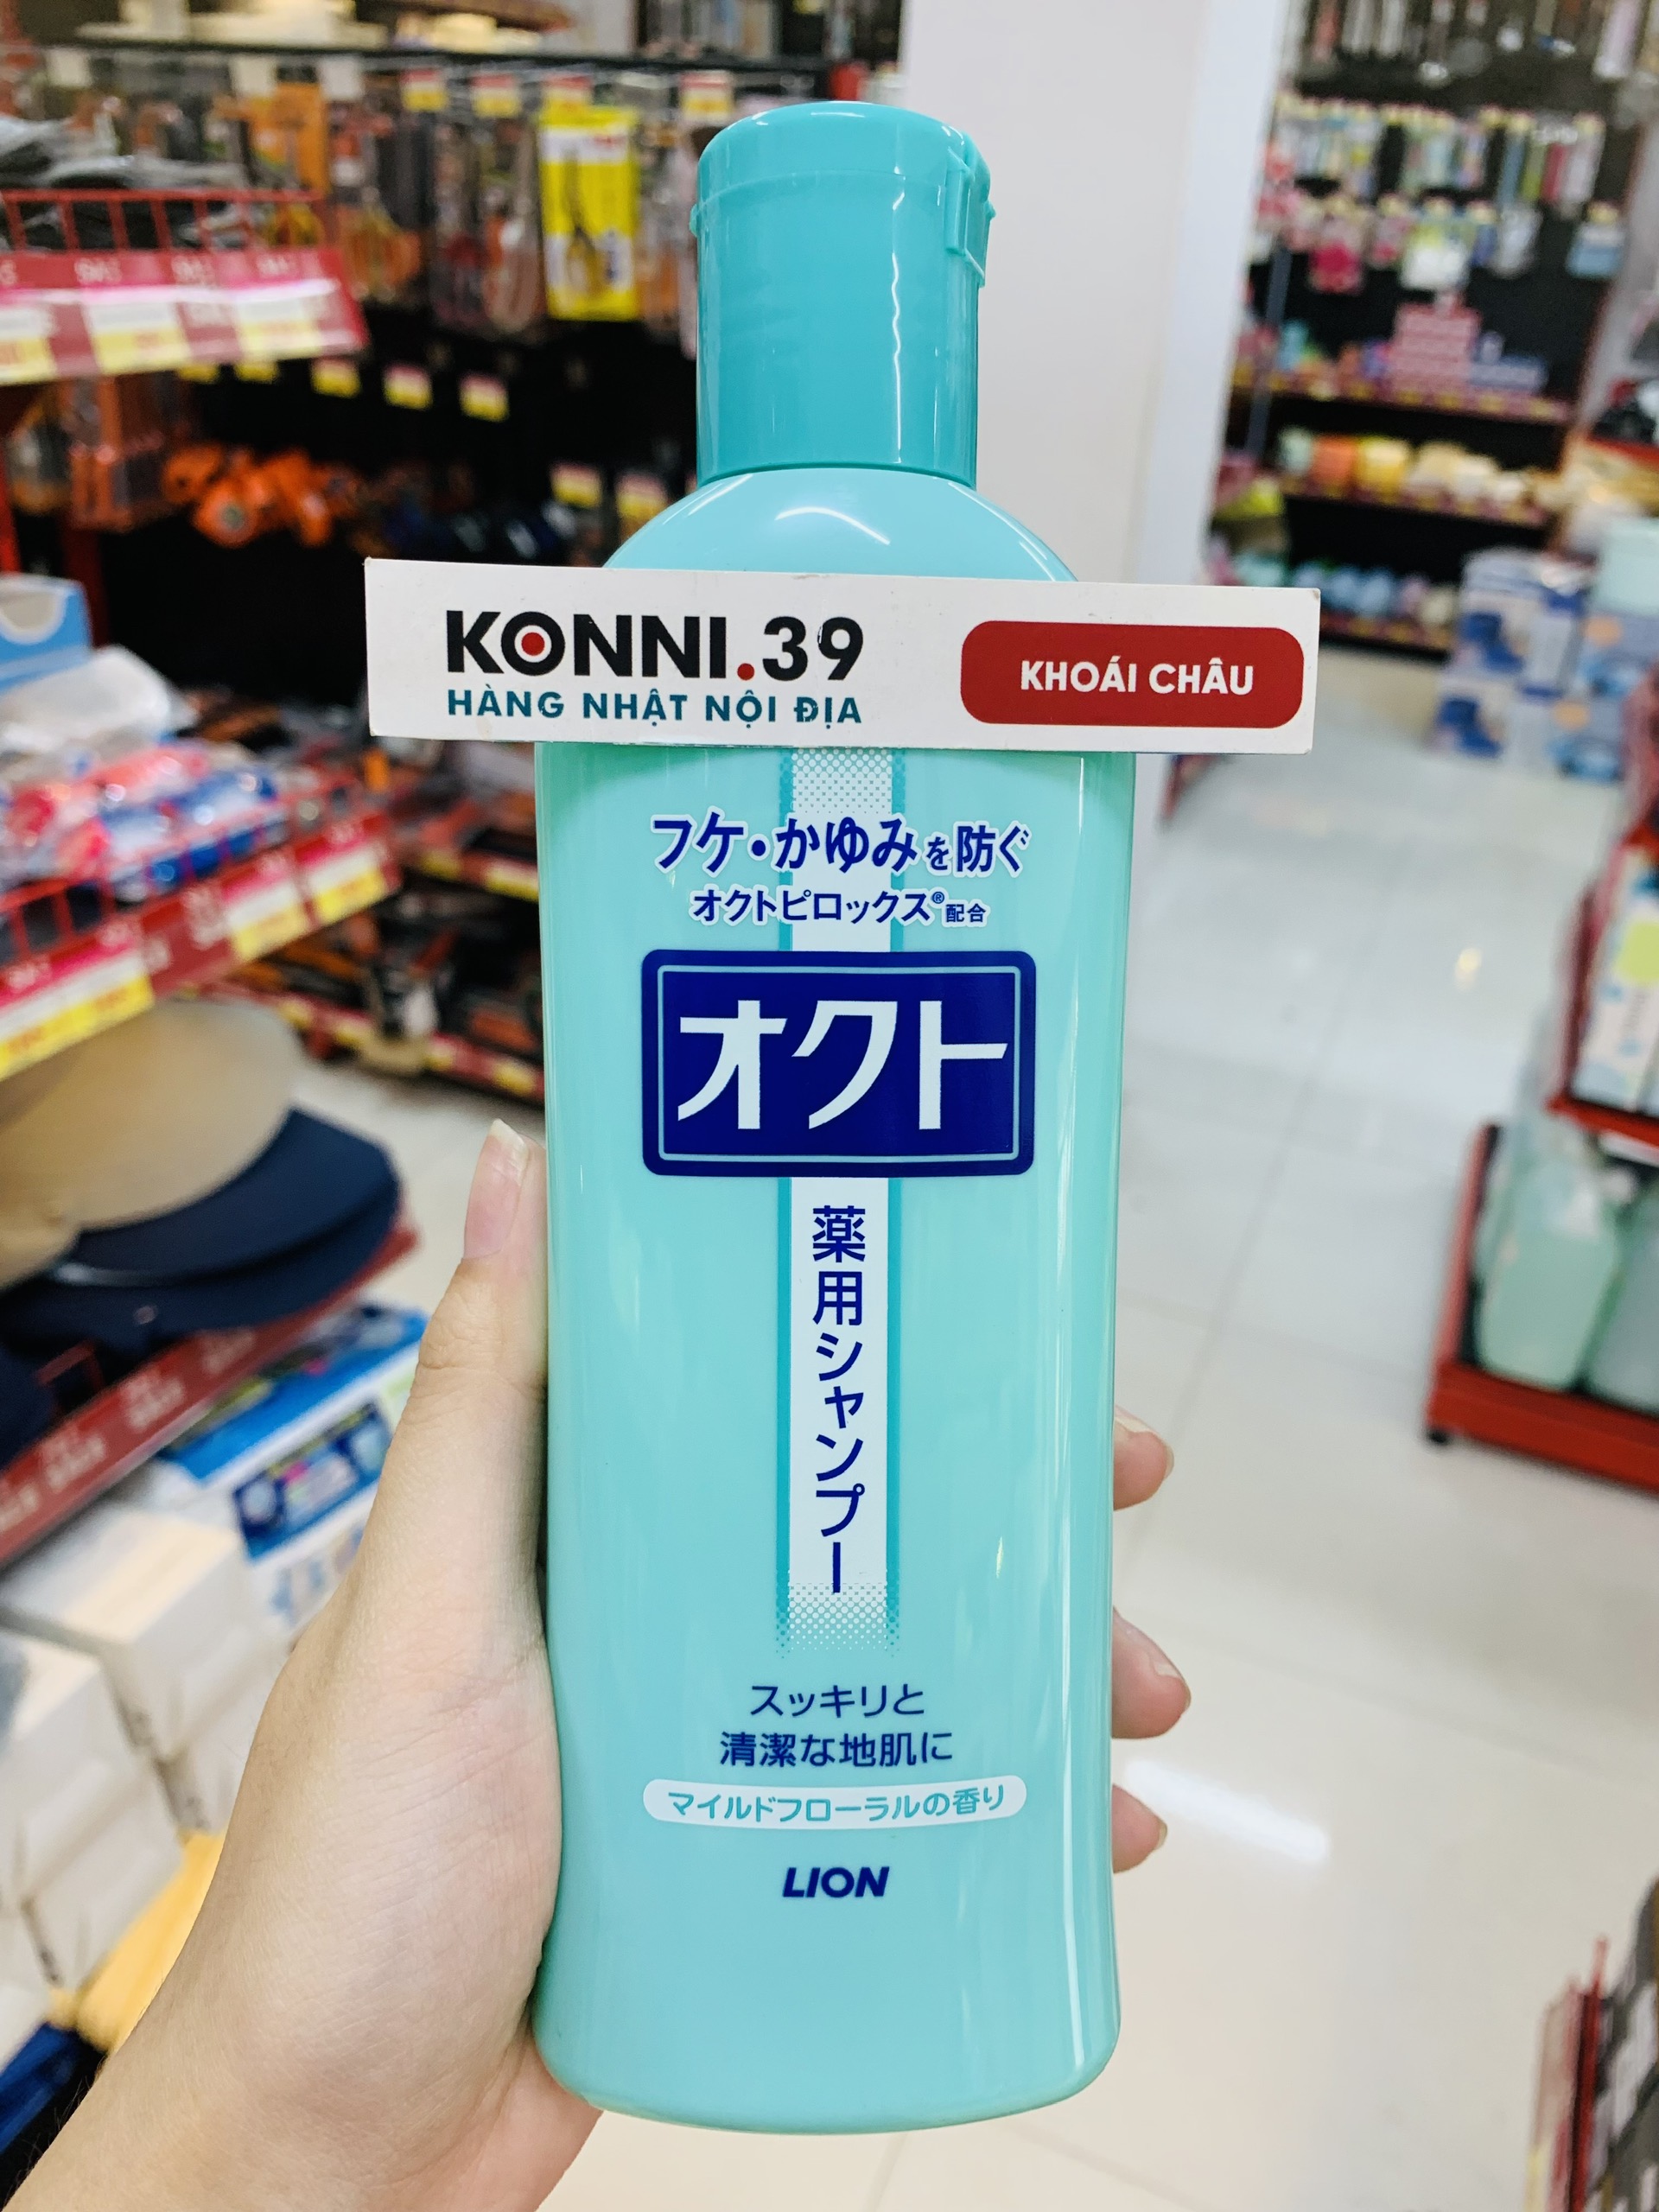 KONNI.39
HÀNG NHẬT NỘI ĐỊA
KHOÁI CHÂU
フケ・かゆみを防ぐ
オクトピロックス®配合
オクト
薬用シャンプー
スッキリと
清潔な地肌に
マイルドフローラルの香り
LION